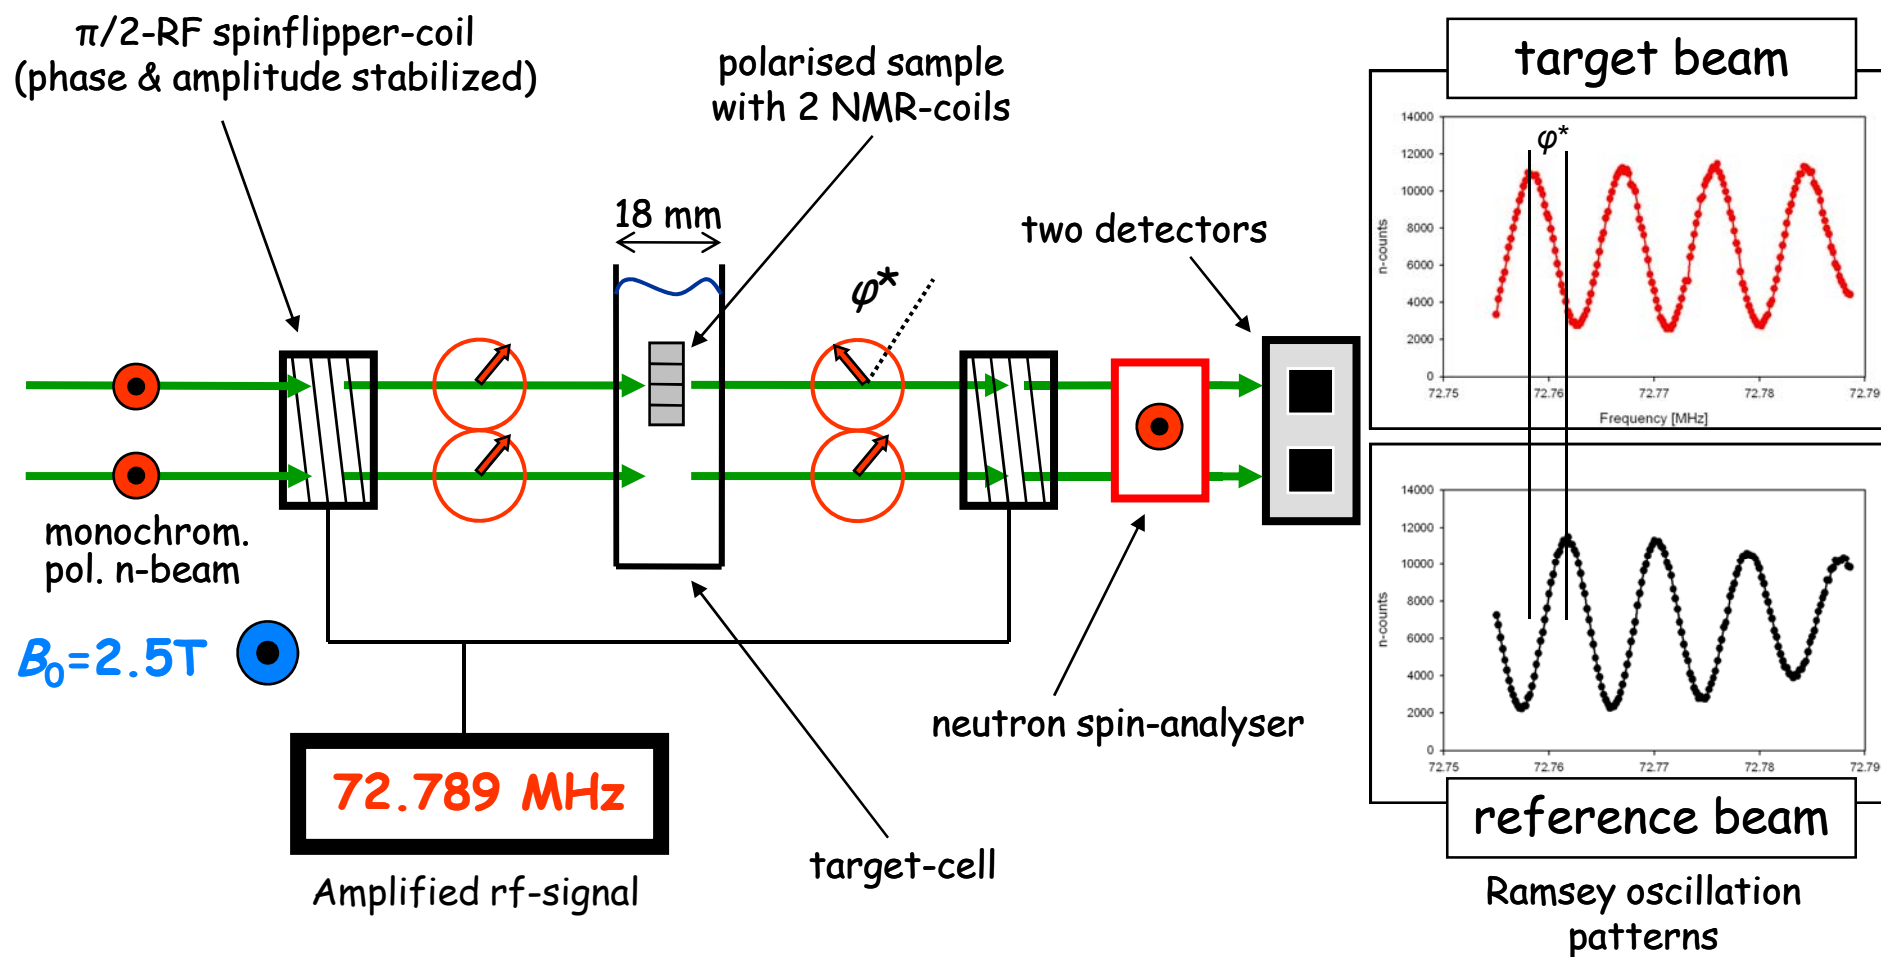 π/2-RF spinflipper-coil
(phase & amplitude stabilized)
polarised sample
with 2 NMR-coils
18 mm
φ*
two detectors
monochrom.
pol. n-beam
B0=2.5T
72.789 MHz
Amplified rf-signal
target-cell
neutron spin-analyser
target beam
φ*
14000
12000
10000
8000
6000
4000
2000
0
n-counts
72.75 72.76 72.77 72.78 72.79
Frequency [MHz]
14000
12000
10000
8000
6000
4000
2000
0
n-counts
72.75 72.76 72.77 72.78 72.79
reference beam
Ramsey oscillation
patterns